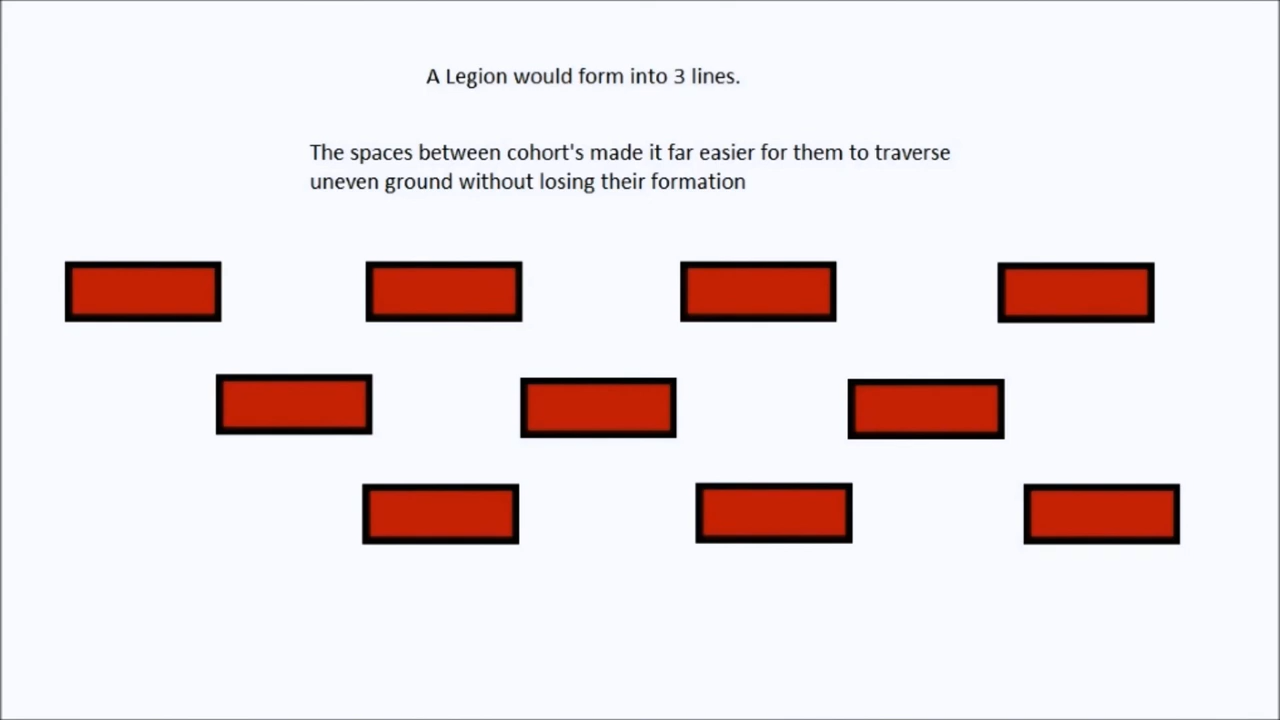 A Legion would form into 3 lines.
The spaces between cohort's made it far easier for them to traverse
uneven ground without losing their formation